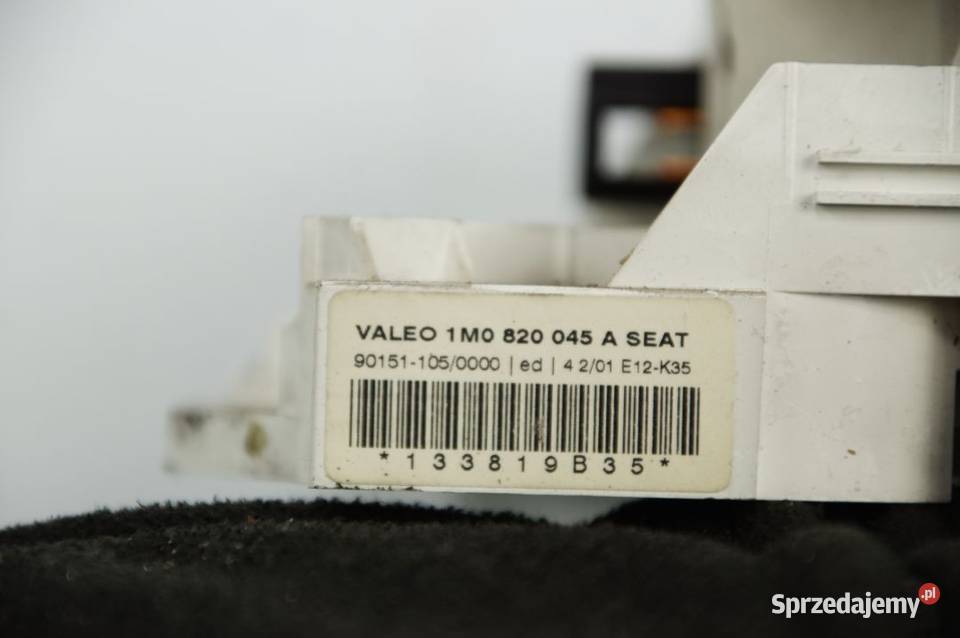 VALEO 1M0 820 045 A SEAT
90151-105/0000 | ed | 4 2/01 E12-K35
*133819B35*
Sprzedajemy.pl